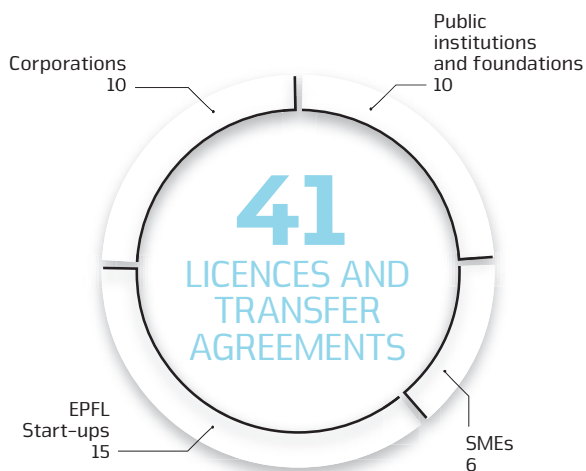 Corporations
10
Public
institutions
and foundations
10
41
LICENCES AND
TRANSFER
AGREEMENTS
EPFL
Start-ups
15
SMEs
6